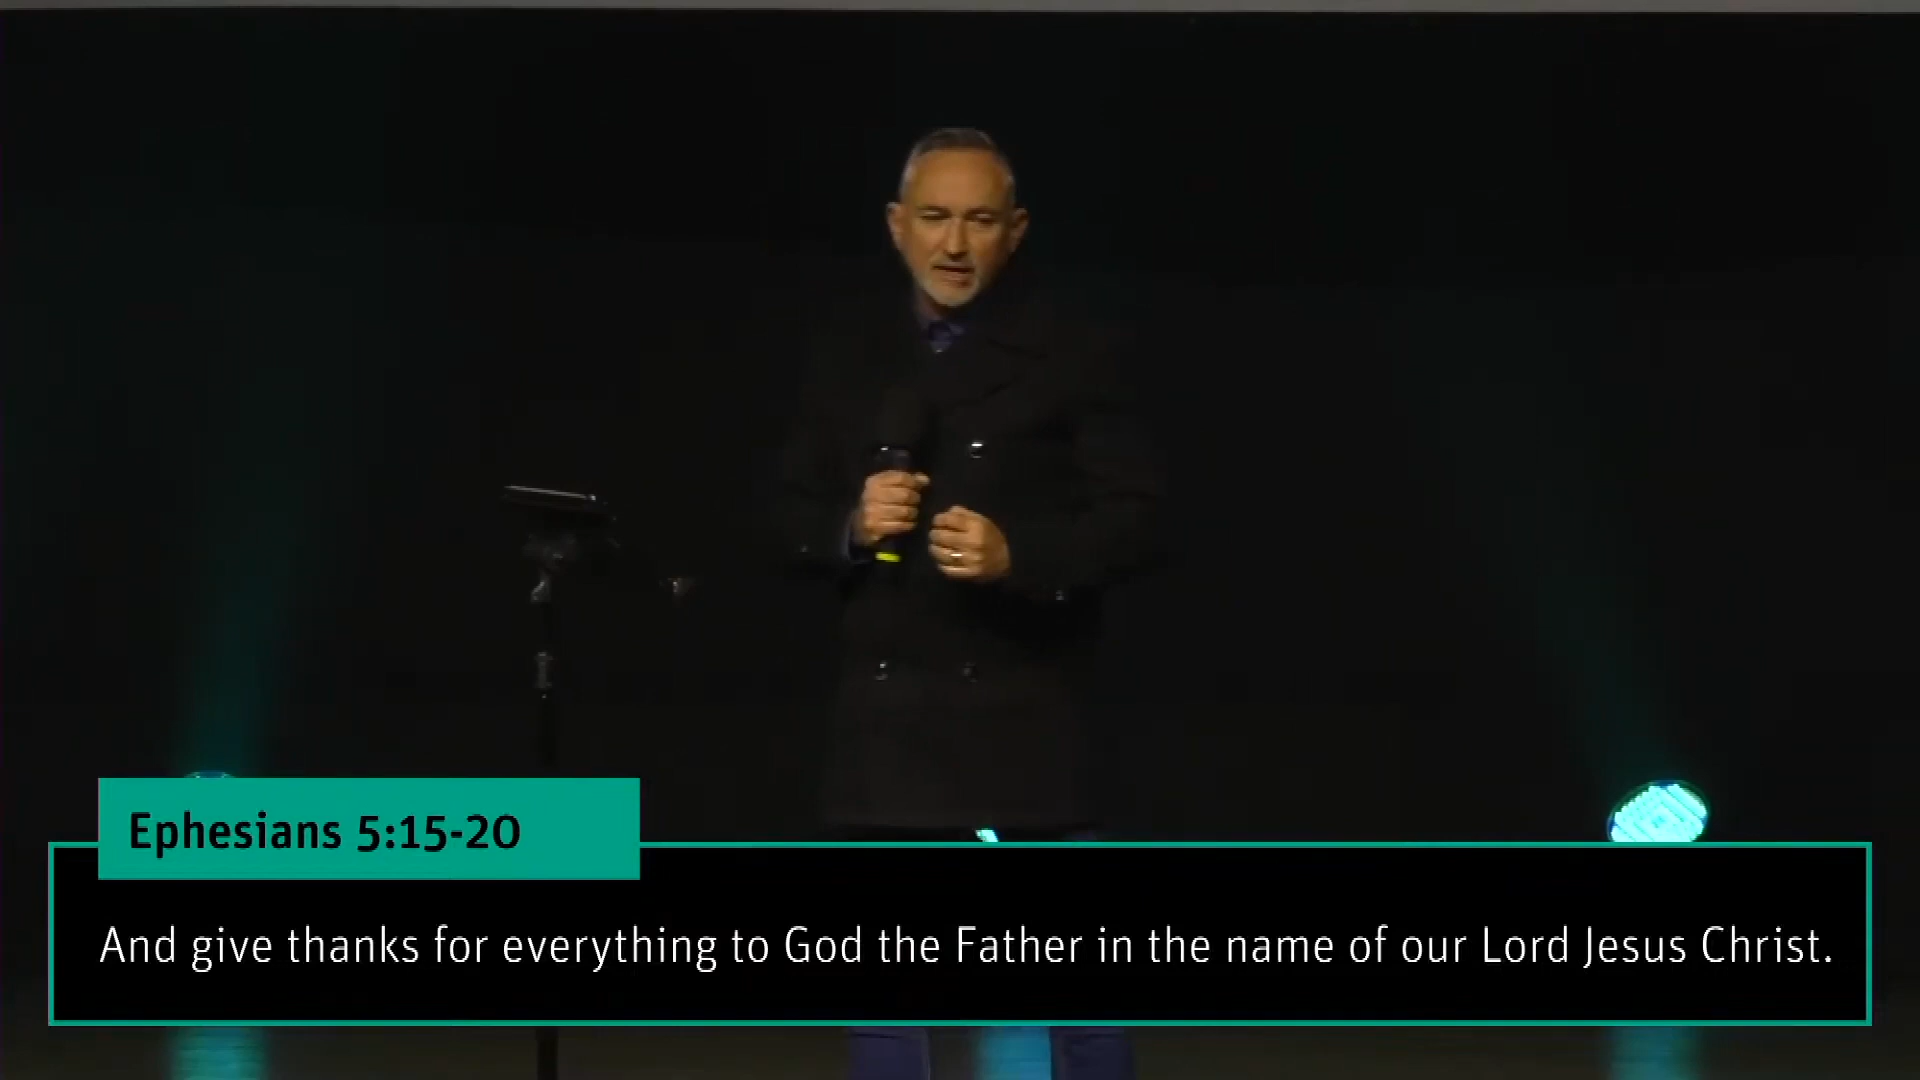 Ephesians 5:15-20
And give thanks for everything to God the Father in the name of our Lord Jesus Christ.